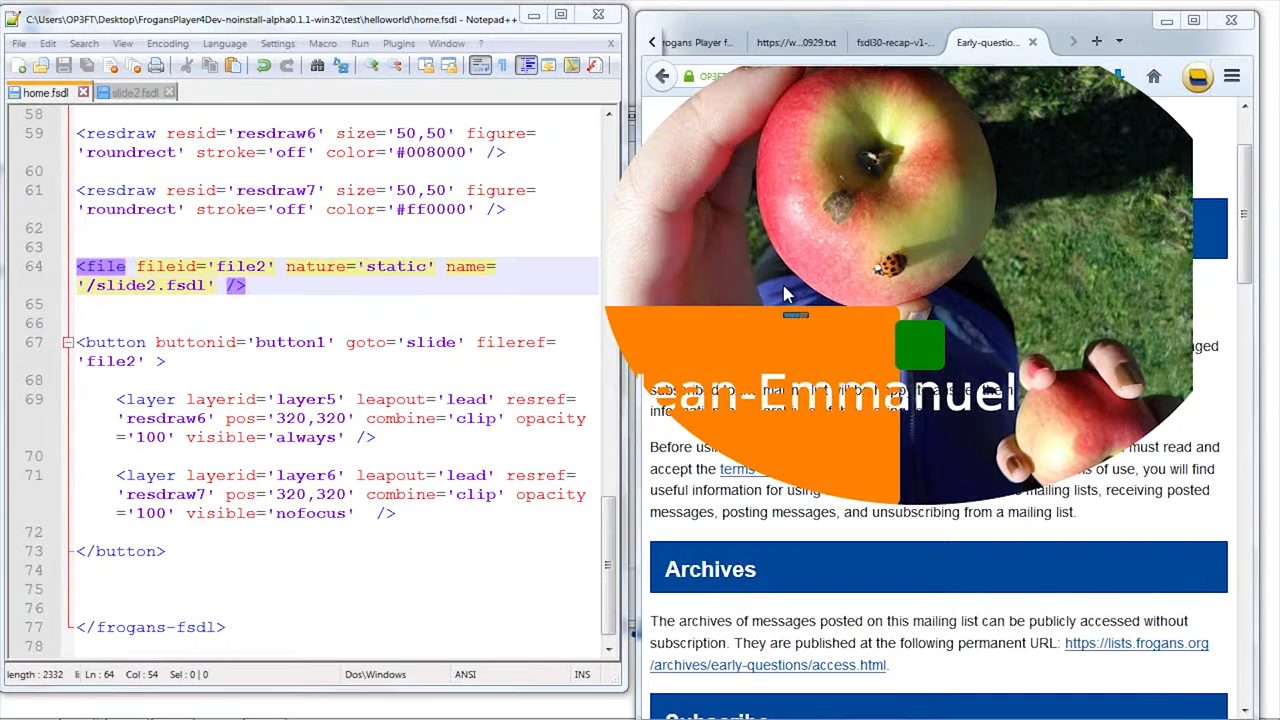 C:\Users\OP3FT\Desktop\FrogansPlayer4Dev-noinstall-alpha0.1.1-win32\test\helloworld\home.fsdl - Notepad++
File Edit Search View Encoding Language Settings Macro Run Plugins Window ? X
home.fsdl slide2.fsdl
58
59 <resdraw resid='resdraw6' size='50,50' figure=
'roundrect' stroke='off' color='#008000' />
60
61 <resdraw resid='resdraw7' size='50,50' figure=
'roundrect' stroke='off' color='#ff0000' />
62
63
64 <file fileid='file2' nature='static' name=
'/slide2.fsdl' />
65
66
67 <button buttonid='button1' goto='slide' fileref=
'file2' >
68
69 <layer layerid='layer5' leapout='lead' resref=
'resdraw6' pos='320,320' combine='clip' opacity
='100' visible='always' />
70
71 <layer layerid='layer6' leapout='lead' resref=
'resdraw7' pos='320,320' combine='clip' opacity
='100' visible='nofocus' />
72
73 </button>
74
75
76
77 </frogans-fsdl>
78
length : 2332 li Ln : 64 Col : 54 Sel : 0 | 0 Dos\Windows ANSI INS
rogans Player f... https://w...0929.txt fsdl30-recap-v1-... Early-questio...
OP3FT
ean-Emmanuel
aged
Before must read and
accept the terms s of use, you will find
useful information for using mailing lists, receiving posted
messages, posting messages, and unsubscribing from a mailing list.
Archives
The archives of messages posted on this mailing list can be publicly accessed without
subscription. They are published at the following permanent URL: https://lists.frogans.org
/archives/early-questions/access.html.
Subscribe